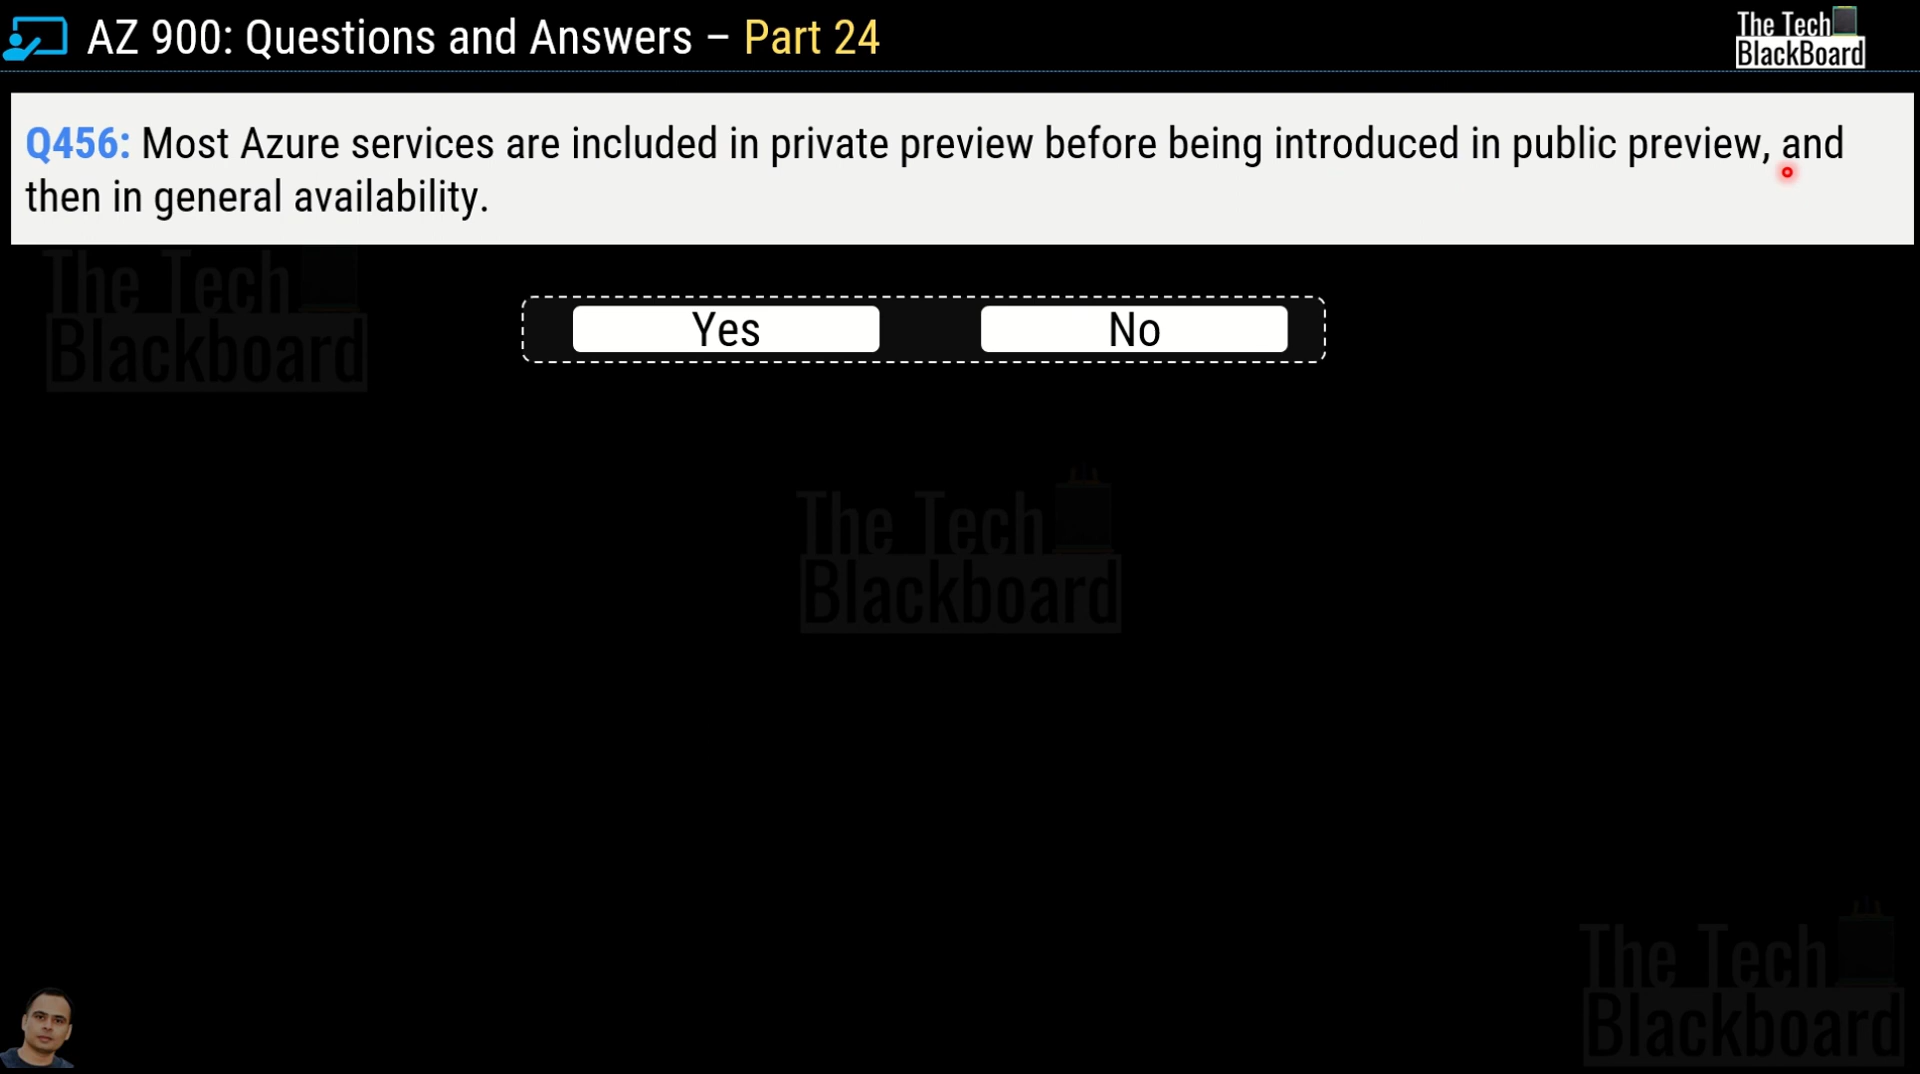 AZ 900: Questions and Answers – Part 24
The Tech
BlackBoard
Q456: Most Azure services are included in private preview before being introduced in public preview, and
then in general availability.
Yes
No
The Tech
Blackboard
The Tech
Blackboard
The Tech
Blackboard